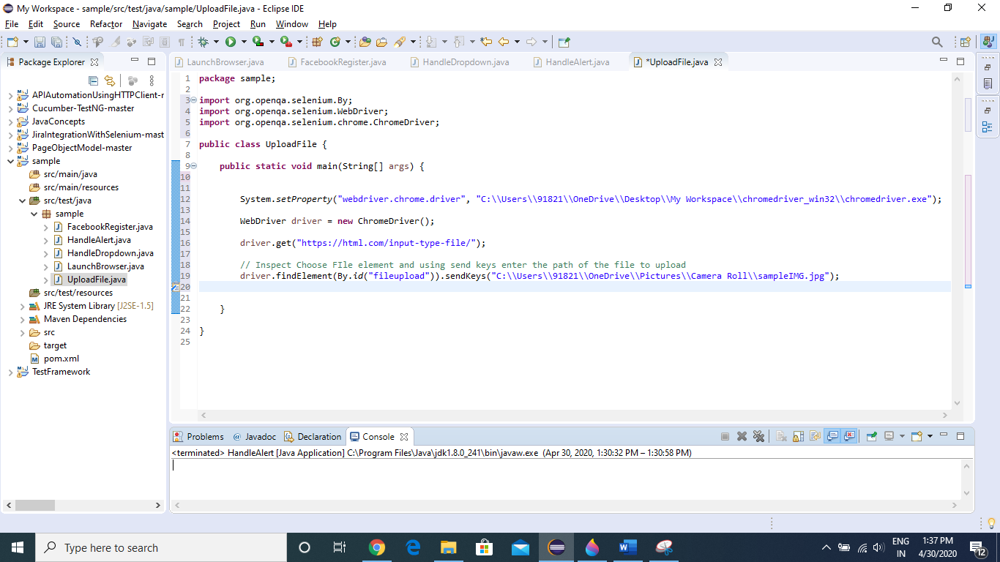 My Workspace - sample/src/test/java/sample/UploadFile.java - Eclipse IDE
File Edit Source Refactor Navigate Search Project Run Window Help
Package Explorer
LaunchBrowser.java FacebookRegister.java HandleDropdown.java HandleAlert.java *UploadFile.java
APIAutomationUsingHTTPClient-r
Cucumber-TestNG-master
JavaConcepts
JiraIntegrationWithSelenium-mast
PageObjectModel-master
sample
src/main/java
src/main/resources
src/test/java
sample
FacebookRegister.java
HandleAlert.java
HandleDropdown.java
LaunchBrowser.java
UploadFile.java
src/test/resources
JRE System Library [J2SE-1.5]
Maven Dependencies
src
target
pom.xml
TestFramework
1 package sample;
2
3 import org.openqa.selenium.By;
4 import org.openqa.selenium.WebDriver;
5 import org.openqa.selenium.chrome.ChromeDriver;
6
7 public class UploadFile {
8
9 public static void main(String[] args) {
10
11
12 System.setProperty("webdriver.chrome.driver", "C:\\Users\\91821\\OneDrive\\Desktop\\My Workspace\\chromedriver_win32\\chromedriver.exe");
13
14 WebDriver driver = new ChromeDriver();
15
16 driver.get("https://html.com/input-type-file/");
17
18 // Inspect Choose FIle element and using send keys enter the path of the file to upload
19 driver.findElement(By.id("fileupload")).sendKeys("C:\\Users\\91821\\OneDrive\\Pictures\\Camera Roll\\sampleIMG.jpg");
20
21
22 }
23
24 }
25
Problems @ Javadoc Declaration Console
<terminated> HandleAlert [Java Application] C:\Program Files\Java\jdk1.8.0_241\bin\javaw.exe (Apr 30, 2020, 1:30:32 PM – 1:30:58 PM)
Type here to search
ENG
IN
1:37 PM
4/30/2020
12